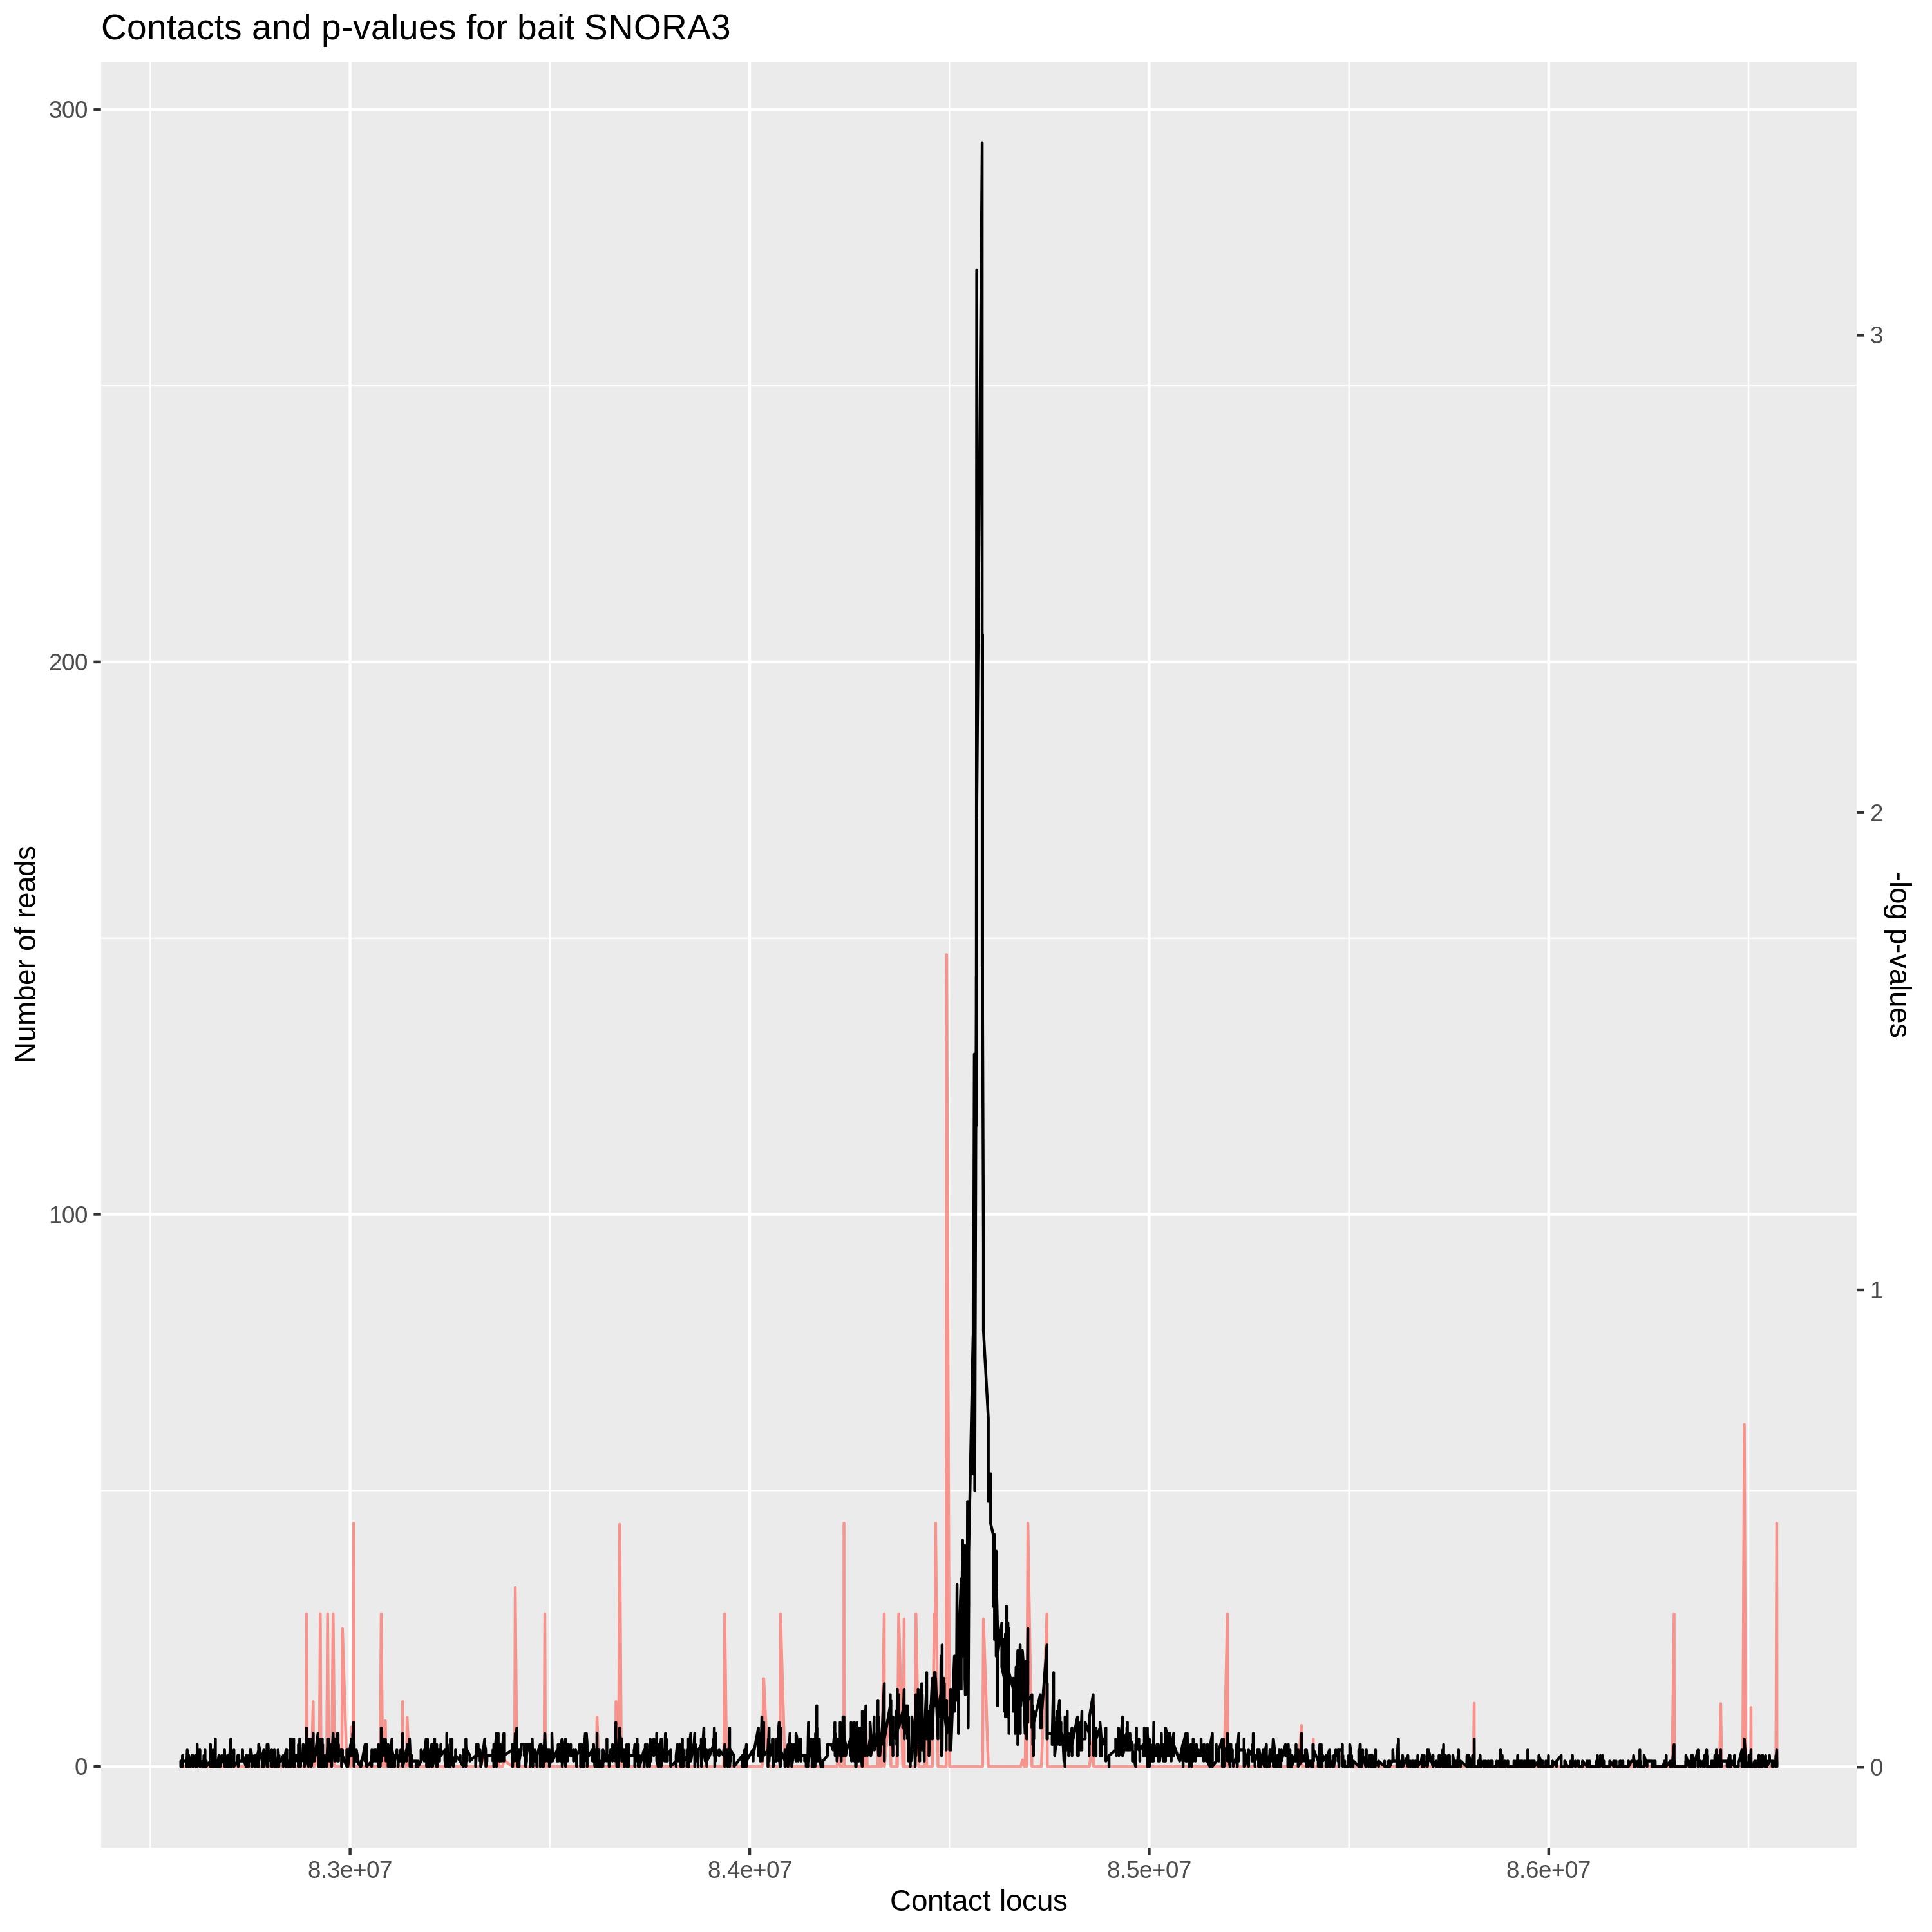 Contacts and p-values for bait SNORA3
300
200
100
0
Number of reads
3
2
1
0
-log p-values
8.3e+07
8.4e+07
8.5e+07
8.6e+07
Contact locus